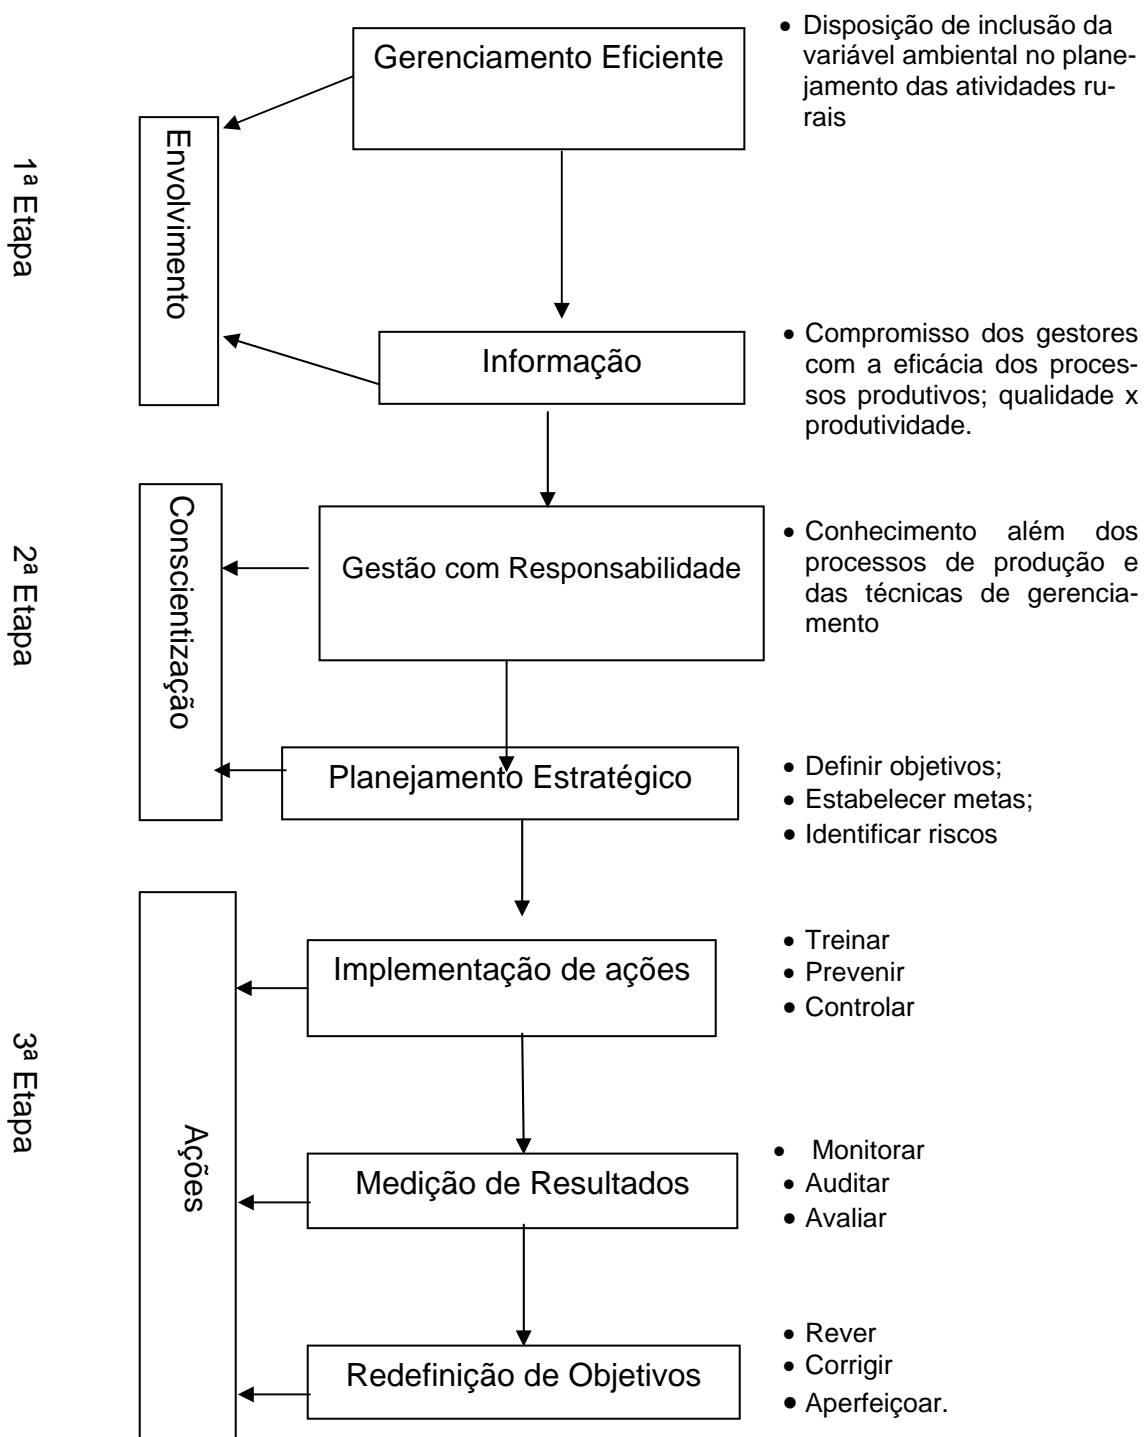 Gerenciamento Eficiente
• Disposição de inclusão da
variável ambiental no plane-
jamento das atividades ru-
rais
1ª Etapa
Envolvimento
Informação
• Compromisso dos gestores
com a eficácia dos proces-
sos produtivos; qualidade x
produtividade.
2ª Etapa
Conscientização
Gestão com Responsabilidade
• Conhecimento além dos
processos de produção e
das técnicas de gerencia-
mento
Planejamento Estratégico
• Definir objetivos;
• Estabelecer metas;
• Identificar riscos
3ª Etapa
Ações
Implementação de ações
• Treinar
• Prevenir
• Controlar
Medição de Resultados
• Monitorar
• Auditar
• Avaliar
Redefinição de Objetivos
• Rever
• Corrigir
• Aperfeiçoar.